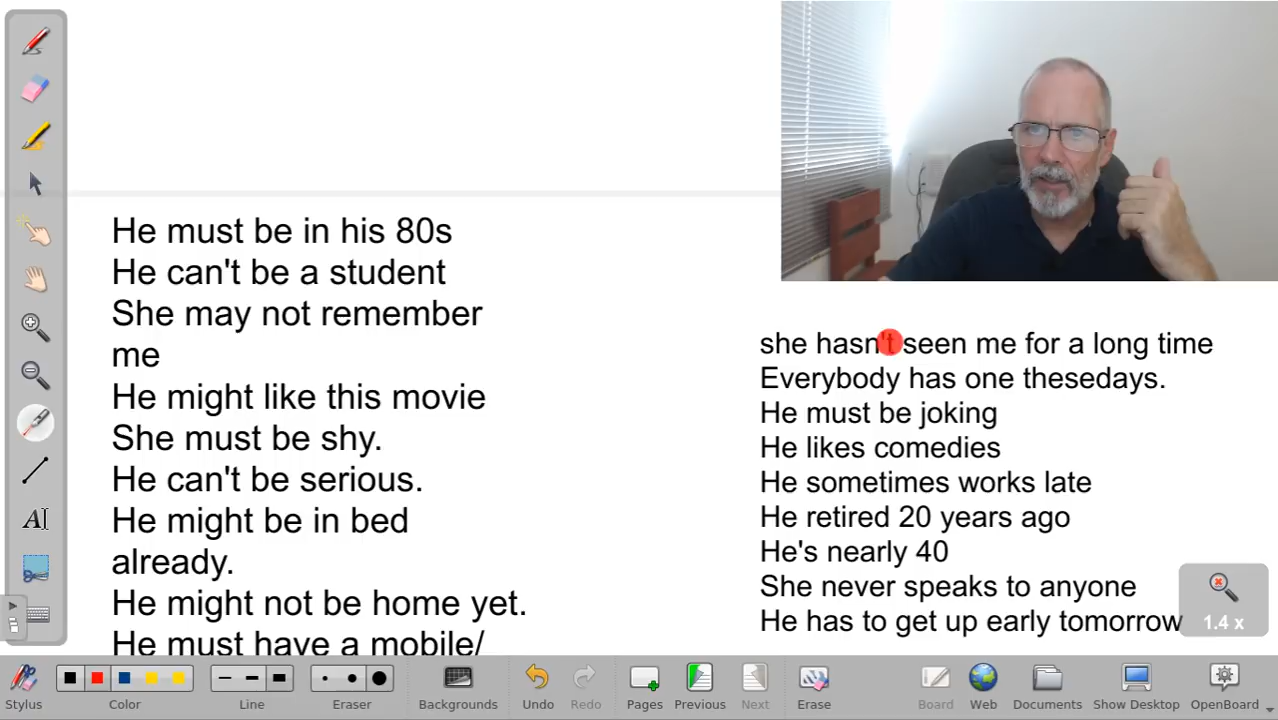 He must be in his 80s
He can't be a student
She may not remember
me
He might like this movie
She must be shy.
He can't be serious.
He might be in bed
already.
He might not be home yet.
He must have a mobile/
she hasn't seen me for a long time
Everybody has one thesedays.
He must be joking
He likes comedies
He sometimes works late
He retired 20 years ago
He's nearly 40
She never speaks to anyone
He has to get up early tomorrow
1.4 x
Stylus
Color
Line
Eraser
Backgrounds
Undo
Redo
Pages
Previous
Next
Erase
Board
Web
Documents
Show Desktop
OpenBoard